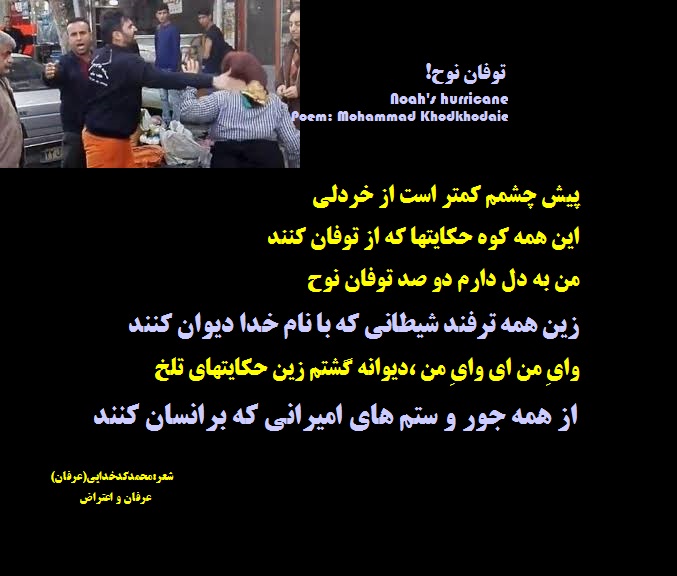 توفان نوح!
Noah's hurricane
Poem: Mohammad Khodkhodaie
پیش چشمم کمتر است از خردلی
این همه کوه حکایتها که از توفان کنند
من به دل دارم دو صد توفان نوح
زین همه ترفند شیطانی که با نام خدا دیوان کنند
وایِ من ای وایِ من ،دیوانه گشتم زین حکایتهای تلخ
از همه جور و ستم های امیرانی که برانسان کنند
شعر:محمدکدخدایی(عرفان)
عرفان و اعتراض